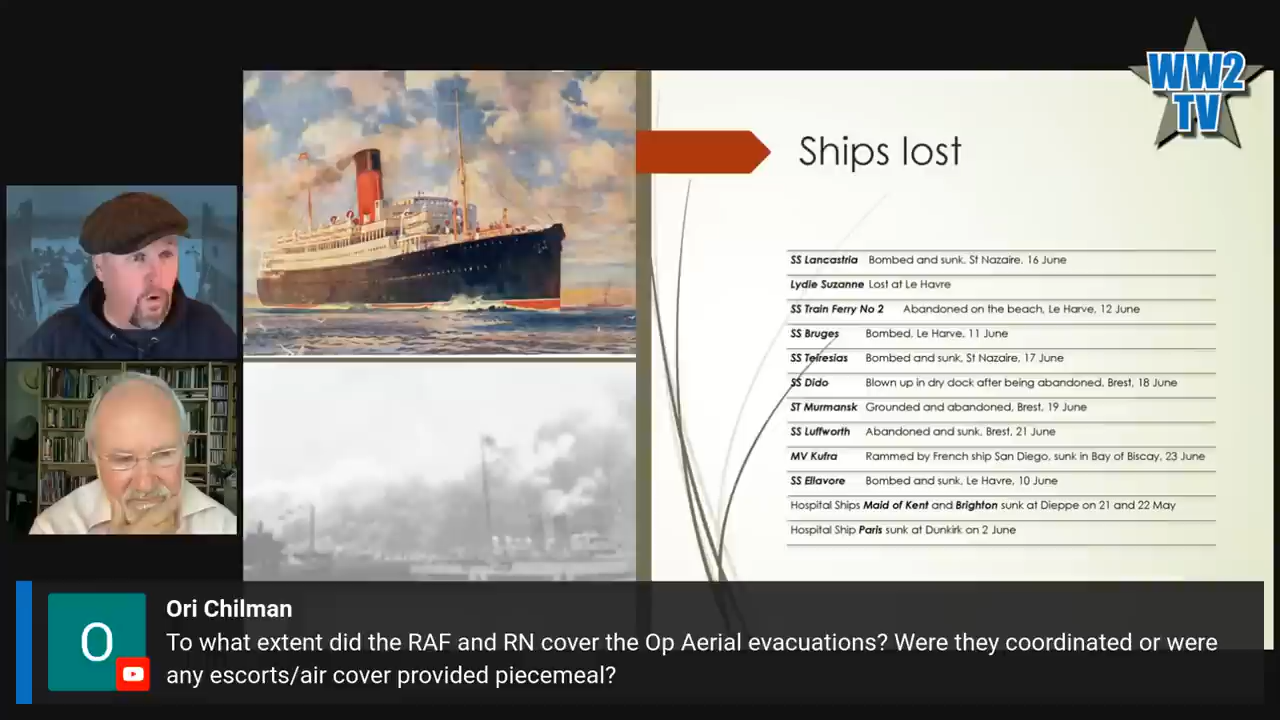 WW2
TV
Ships lost
SS Lancastria Bombed and sunk, St Nazaire, 16 June
Lydie Suzanne Lost at Le Havre
SS Train Ferry No 2 Abandoned on the beach, Le Harve, 12 June
SS Bruges Bombed, Le Harve, 11 June
SS Teiresias Bombed and sunk, St Nazaire, 17 June
SS Dido Blown up in dry dock after being abandoned, Brest, 18 June
ST Murmansk Grounded and abandoned, Brest, 19 June
SS Luffworth Abandoned and sunk, Brest, 21 June
MV Kufra Rammed by French ship San Diego, sunk in Bay of Biscay, 23 June
SS Ellavore Bombed and sunk, Le Havre, 10 June
Hospital Ships Maid of Kent and Brighton sunk at Dieppe on 21 and 22 May
Hospital Ship Paris sunk at Dunkirk on 2 June
O
Ori Chilman
To what extent did the RAF and RN cover the Op Aerial evacuations? Were they coordinated or were
any escorts/air cover provided piecemeal?